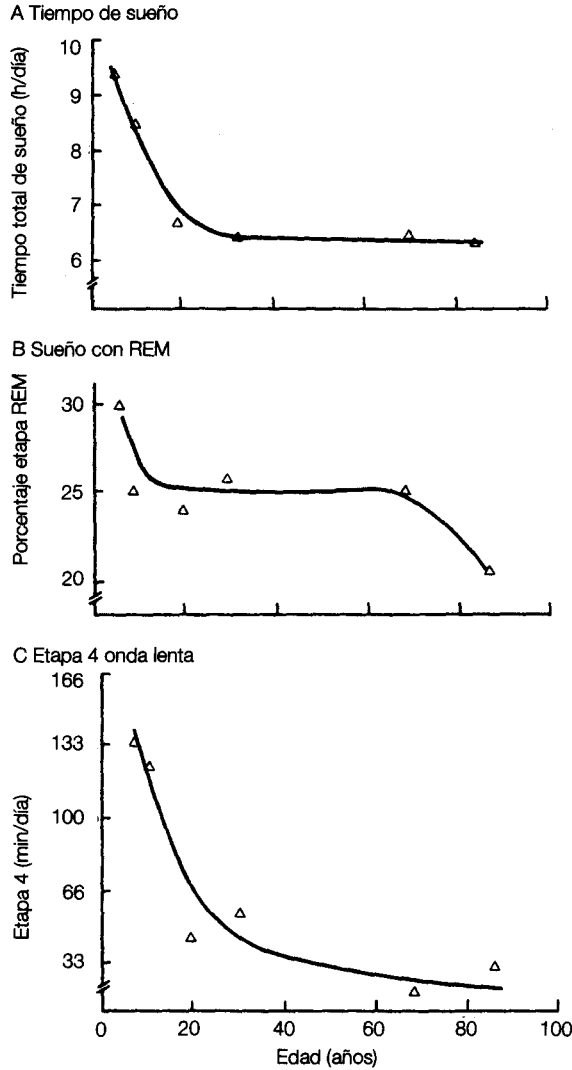 A Tiempo de sueño
Tiempo total de sueño (h/día)
10
9
8
7
6
B Sueño con REM
Porcentaje etapa REM
30
25
20
C Etapa 4 onda lenta
Etapa 4 (min/día)
166
133
100
66
33
0 20 40 60 80 100
Edad (años)